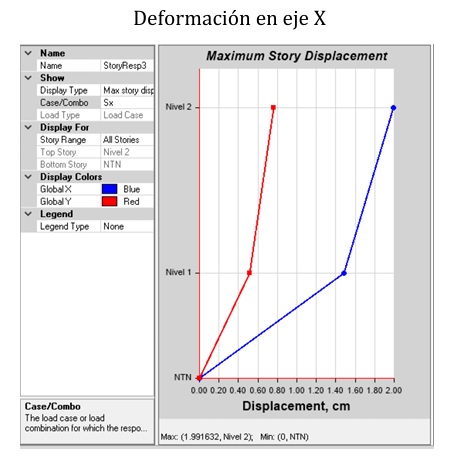 Deformación en eje X
Name
Name StoryResp3
Show
Display Type Max story disp
Case/Combo Sx
Load Type Load Case
Display For
Story Range All Stories
Top Story Nivel 2
Bottom Story NTN
Display Colors
Global X Blue
Global Y Red
Legend
Legend Type None
Case/Combo
The load case or load
combination for which the respo...
Maximum Story Displacement
Nivel 2
Nivel 1
NTN
0.00 0.20 0.40 0.60 0.80 1.00 1.20 1.40 1.60 1.80 2.00
Displacement, cm
Max: (1.991632, Nivel 2); Min: (0, NTN)